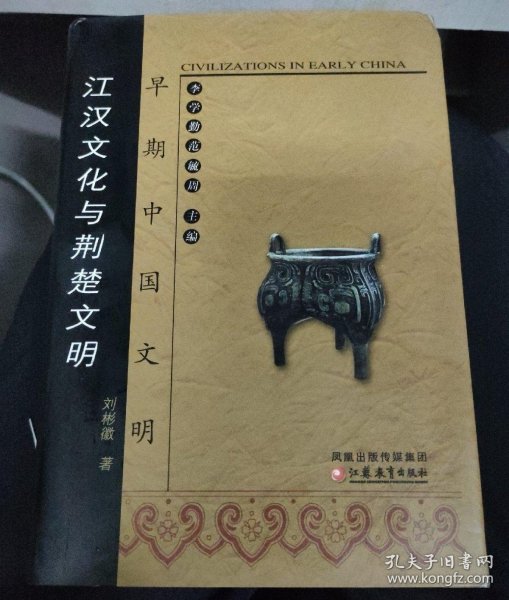 CIVILIZATIONS IN EARLY CHINA
江汉文化与荆楚文明
刘彬徽 著
早期中国文明
李学勤 范毓周 主编
凤凰出版传媒集团
江苏教育出版社
孔夫子旧书网
www.kongfz.com